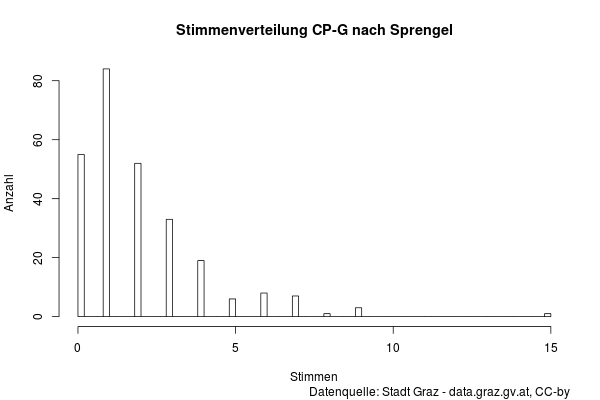 Stimmenverteilung CP-G nach Sprengel
Anzahl
80
60
40
20
0
0 5 10 15
Stimmen
Datenquelle: Stadt Graz - data.graz.gv.at, CC-by